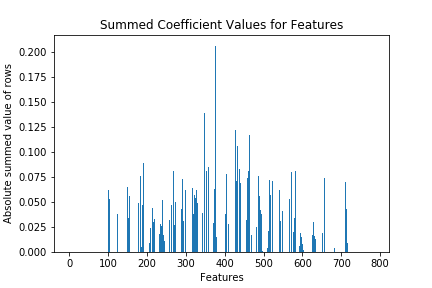 Summed Coefficient Values for Features
0.200
0.175
0.150
0.125
0.100
0.075
0.050
0.025
0.000
Absolute summed value of rows
0 100 200 300 400 500 600 700 800
Features